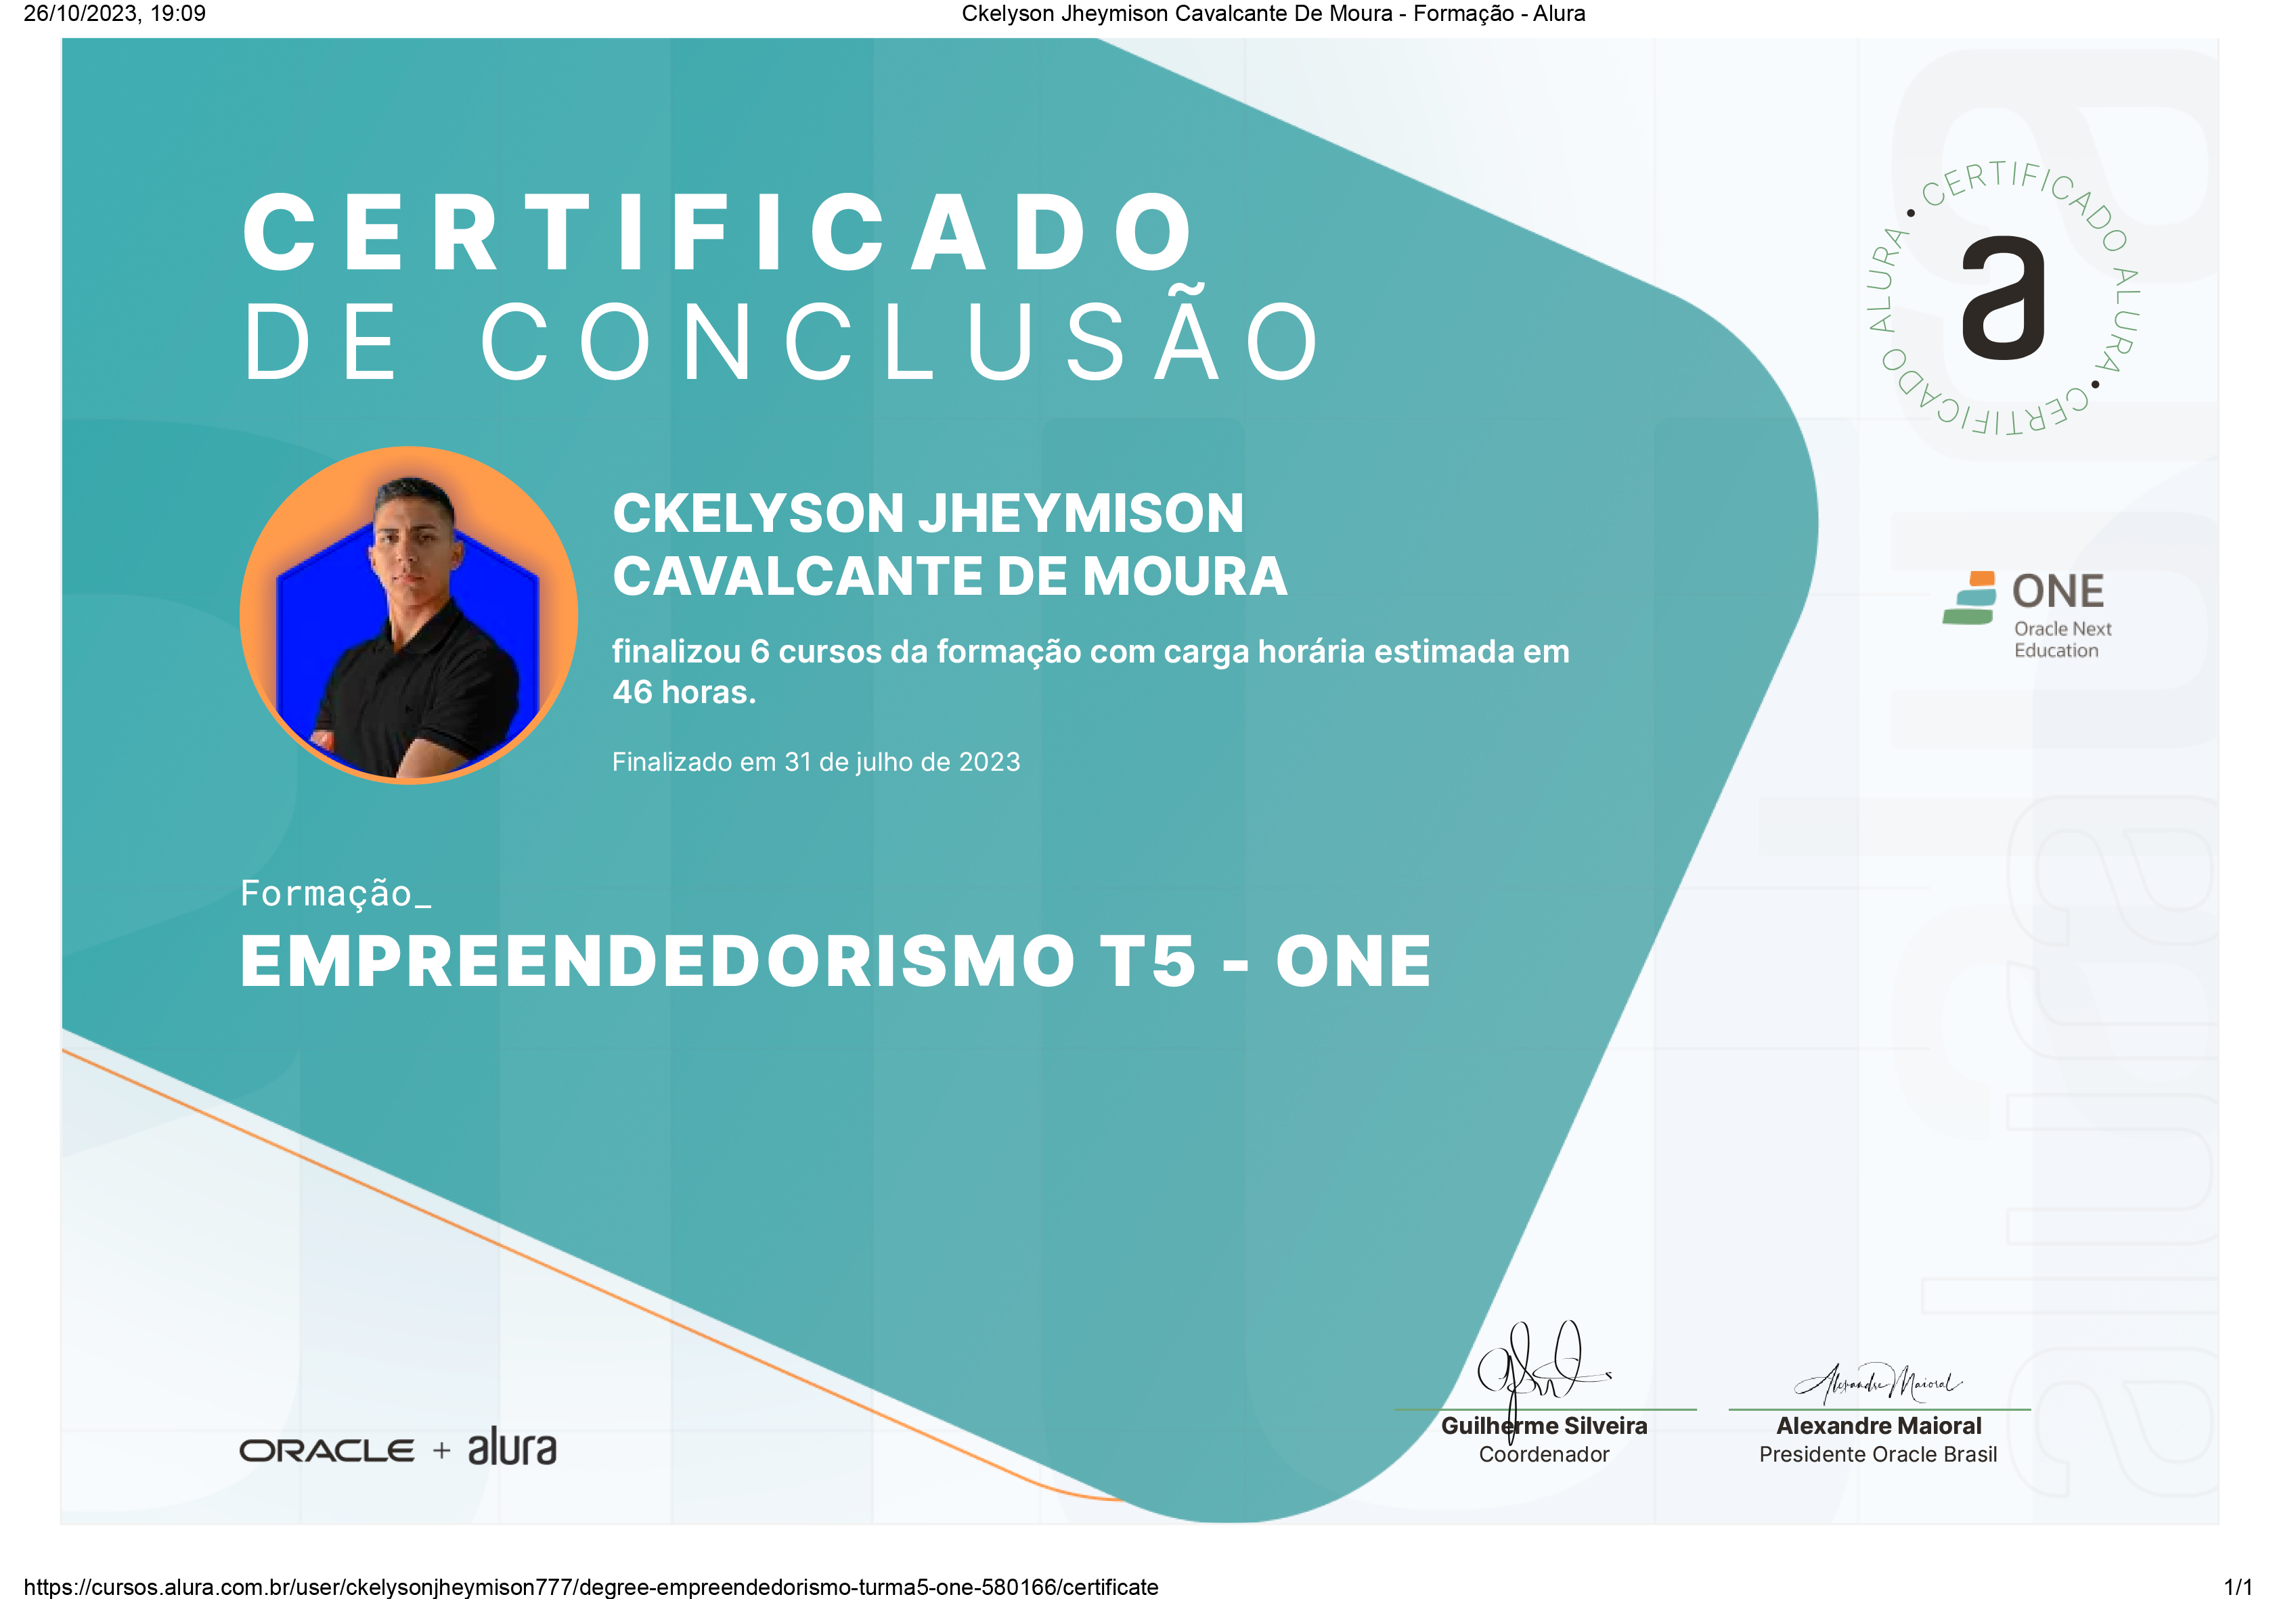 26/10/2023, 19:09
Ckelyson Jheymison Cavalcante De Moura - Formação - Alura
CERTIFICADO
DE CONCLUSÃO
CERTIFICADO ALURA • CERTIFICADO ALURA •
a
CKELYSON JHEYMISON
CAVALCANTE DE MOURA
finalizou 6 cursos da formação com carga horária estimada em
46 horas.
Finalizado em 31 de julho de 2023
ONE
Oracle Next
Education
Formação_
EMPREENDEDORISMO T5 - ONE
alura
alura
ORACLE + alura
Guilherme Silveira
Coordenador
Alexandre Maioral
Alexandre Maioral
Presidente Oracle Brasil
https://cursos.alura.com.br/user/ckelysonjheymison777/degree-empreendedorismo-turma5-one-580166/certificate
1/1